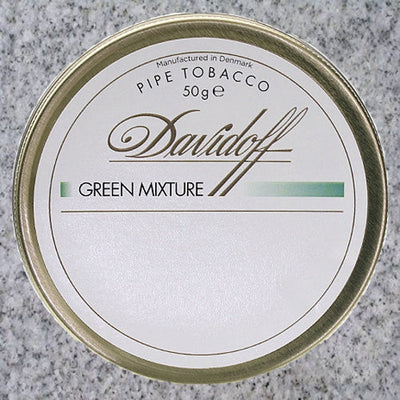 Manufactured in Denmark
PIPE TOBACCO
50g ℮
Davidoff
GREEN MIXTURE